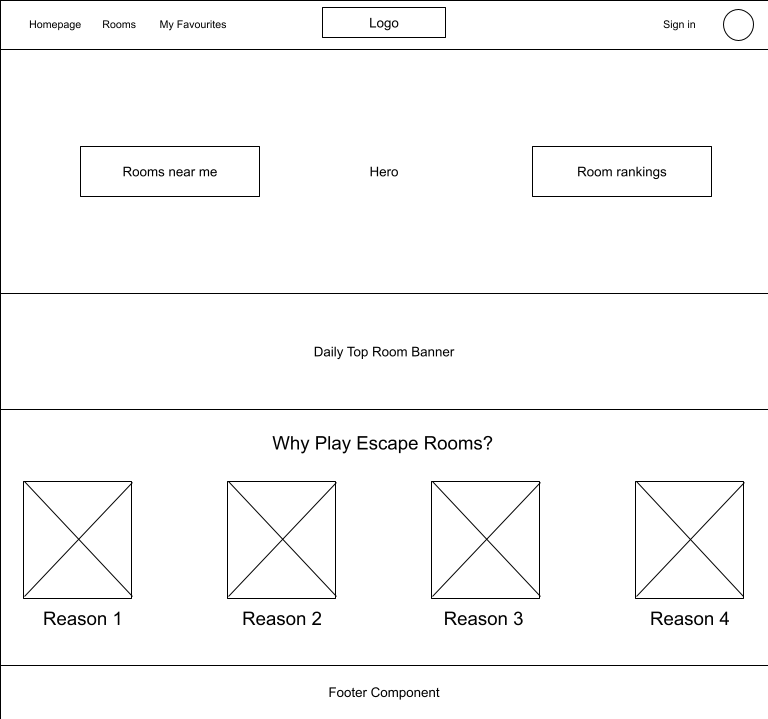 Homepage Rooms My Favourites Logo Sign in
Rooms near me Hero Room rankings
Daily Top Room Banner
Why Play Escape Rooms?
Reason 1 Reason 2 Reason 3 Reason 4
Footer Component